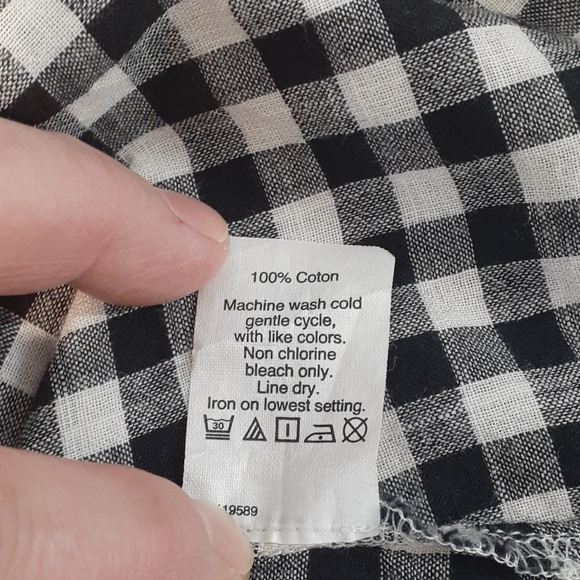 100% Coton
Machine wash cold
gentle cycle,
with like colors.
Non chlorine
bleach only.
Line dry.
Iron on lowest setting.
30
19589